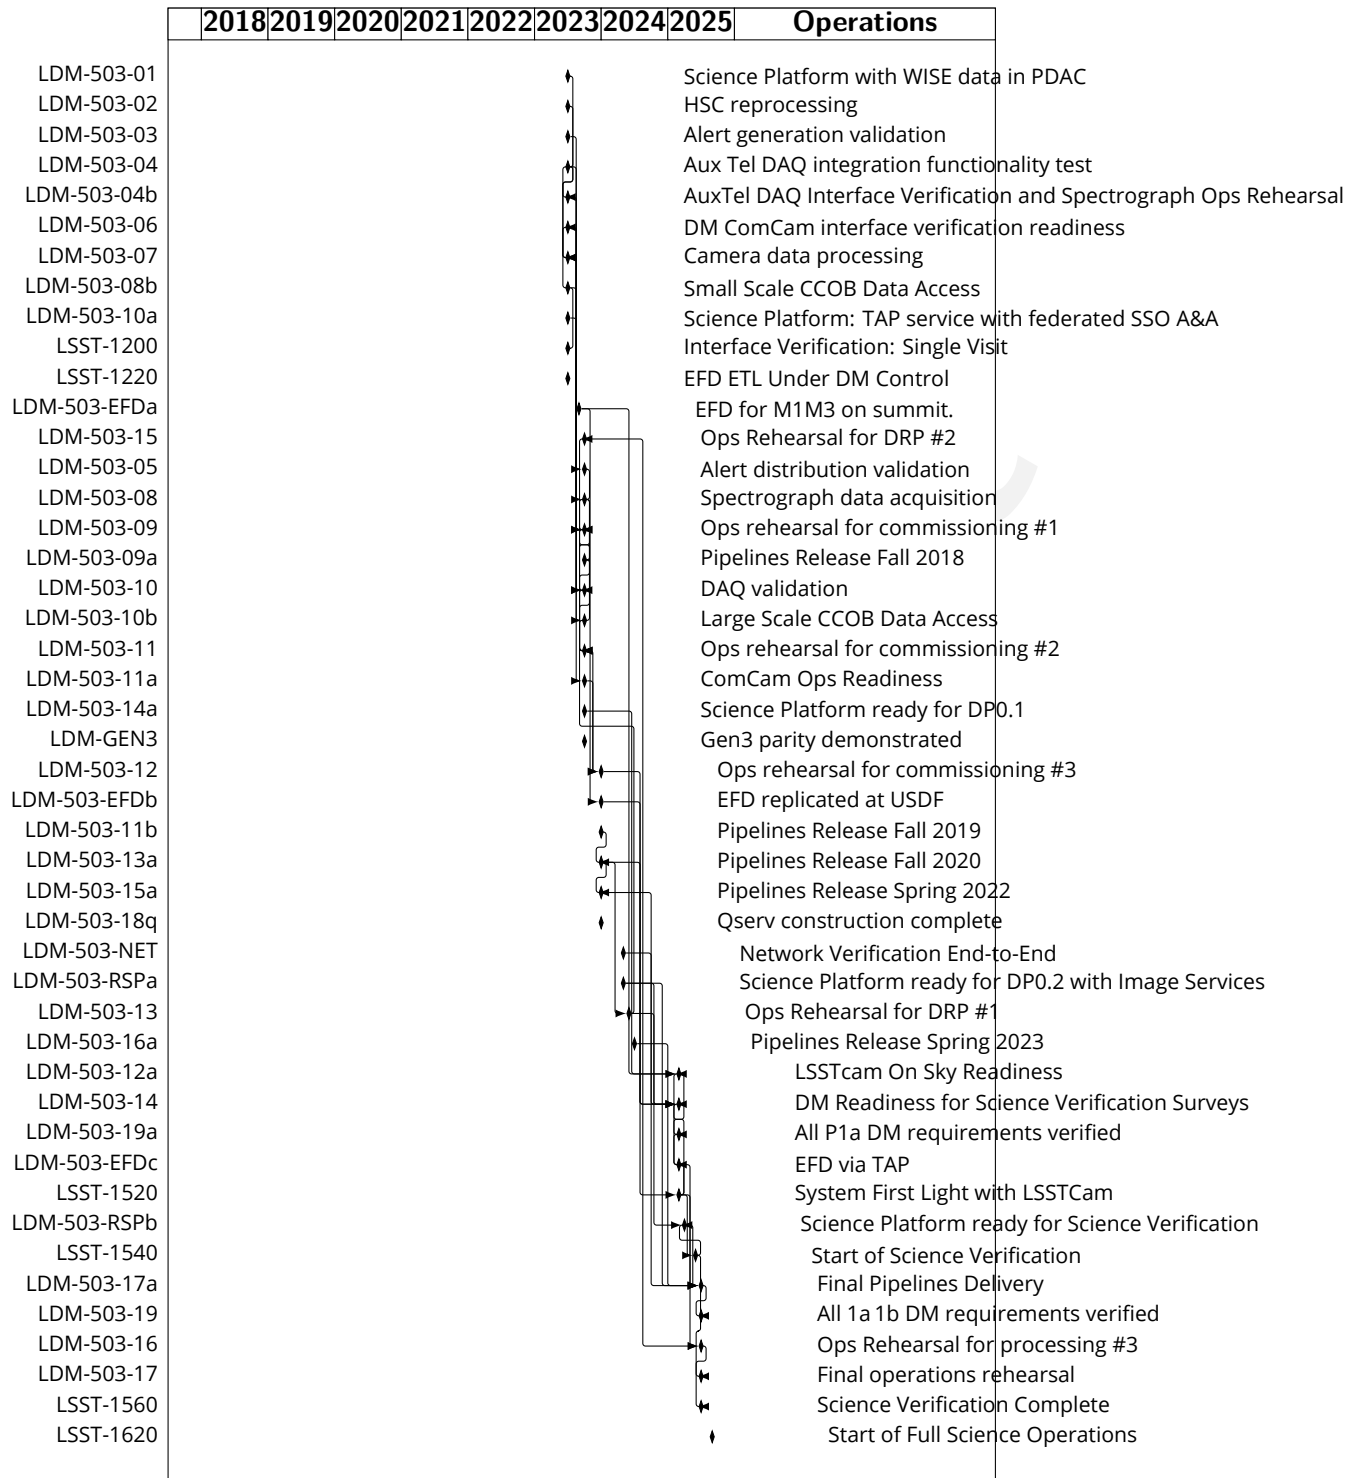 2018 2019 2020 2021 2022 2023 2024 2025 Operations
LDM-503-01 Science Platform with WISE data in PDAC
LDM-503-02 HSC reprocessing
LDM-503-03 Alert generation validation
LDM-503-04 Aux Tel DAQ integration functionality test
LDM-503-04b AuxTel DAQ Interface Verification and Spectrograph Ops Rehearsal
LDM-503-06 DM ComCam interface verification readiness
LDM-503-07 Camera data processing
LDM-503-08b Small Scale CCOB Data Access
LDM-503-10a Science Platform: TAP service with federated SSO A&A
LSST-1200 Interface Verification: Single Visit
LSST-1220 EFD ETL Under DM Control
LDM-503-EFDa EFD for M1M3 on summit.
LDM-503-15 Ops Rehearsal for DRP #2
LDM-503-05 Alert distribution validation
LDM-503-08 Spectrograph data acquisition
LDM-503-09 Ops rehearsal for commissioning #1
LDM-503-09a Pipelines Release Fall 2018
LDM-503-10 DAQ validation
LDM-503-10b Large Scale CCOB Data Access
LDM-503-11 Ops rehearsal for commissioning #2
LDM-503-11a ComCam Ops Readiness
LDM-503-14a Science Platform ready for DP0.1
LDM-GEN3 Gen3 parity demonstrated
LDM-503-12 Ops rehearsal for commissioning #3
LDM-503-EFDb EFD replicated at USDF
LDM-503-11b Pipelines Release Fall 2019
LDM-503-13a Pipelines Release Fall 2020
LDM-503-15a Pipelines Release Spring 2022
LDM-503-18q Qserv construction complete
LDM-503-NET Network Verification End-to-End
LDM-503-RSPa Science Platform ready for DP0.2 with Image Services
LDM-503-13 Ops Rehearsal for DRP #1
LDM-503-16a Pipelines Release Spring 2023
LDM-503-12a LSSTcam On Sky Readiness
LDM-503-14 DM Readiness for Science Verification Surveys
LDM-503-19a All P1a DM requirements verified
LDM-503-EFDc EFD via TAP
LSST-1520 System First Light with LSSTCam
LDM-503-RSPb Science Platform ready for Science Verification
LSST-1540 Start of Science Verification
LDM-503-17a Final Pipelines Delivery
LDM-503-19 All 1a 1b DM requirements verified
LDM-503-16 Ops Rehearsal for processing #3
LDM-503-17 Final operations rehearsal
LSST-1560 Science Verification Complete
LSST-1620 Start of Full Science Operations